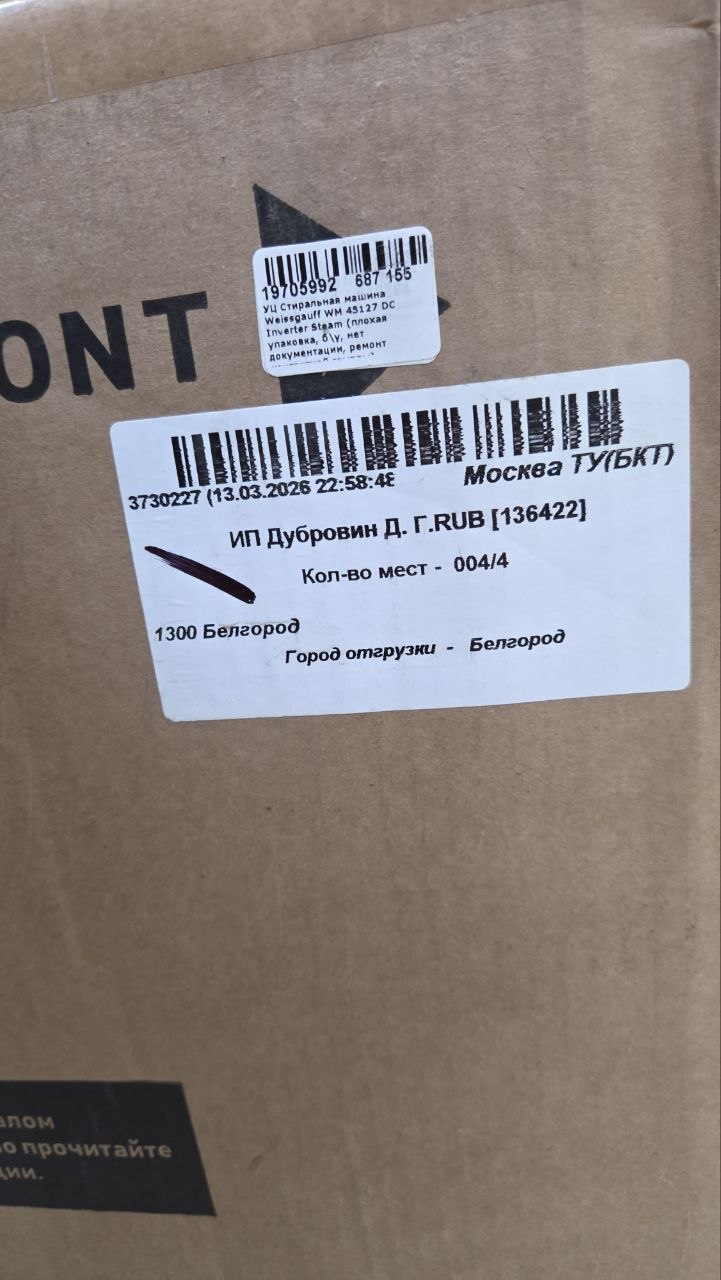 ONT
19705992 687 155
УЦ Стиральная машина
Weissgauff WM 45127 DC
Inverter Steam (плохая
упаковка, б\у, нет
документации, ремонт
3730227 (13.03.2026 22:58:48
Москва ТУ(БКТ)
ИП Дубровин Д. Г.RUB [136422]
Кол-во мест - 004/4
1300 Белгород
Город отгрузки - Белгород
алом
о прочитайте
ции.